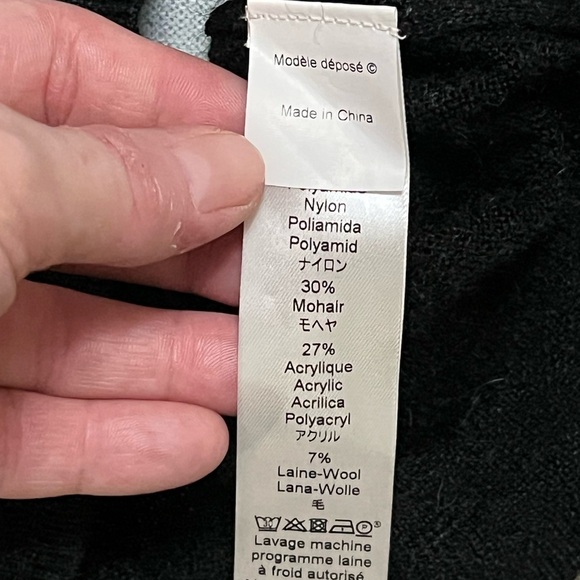 Modèle déposé ©
Made in China
Nylon
Poliamida
Polyamid
ナイロン
30%
Mohair
モヘヤ
27%
Acrylique
Acrylic
Acrilica
Polyacryl
アクリル
7%
Laine-Wool
Lana-Wolle
毛
Lavage machine
programme laine
à froid autorisé